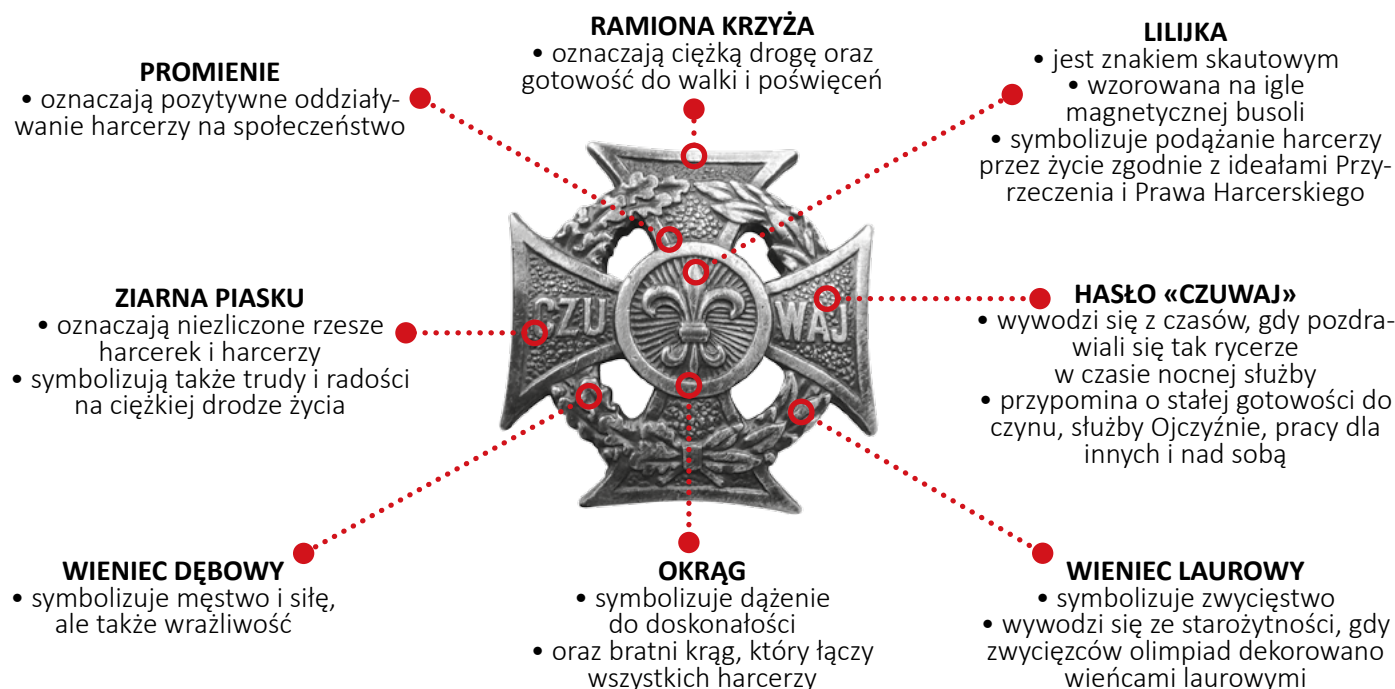 PROMIENIE
• oznaczają pozytywne oddziały-
wanie harcerzy na społeczeństwo
RAMIONA KRZYŻA
• oznaczają ciężką drogę oraz
gotowość do walki i poświęceń
LILIJKA
• jest znakiem skautowym
• wzorowana na igle
magnetycznej busoli
• symbolizuje podążanie harcerzy
przez życie zgodnie z ideałami Przy-
rzeczenia i Prawa Harcerskiego
ZIARNA PIASKU
• oznaczają niezliczone rzesze
harcerek i harcerzy
• symbolizują także trudy i radości
na ciężkiej drodze życia
CZU
WAJ
HASŁO «CZUWAJ»
• wywodzi się z czasów, gdy pozdra-
wiali się tak rycerze
w czasie nocnej służby
• przypomina o stałej gotowości do
czynu, służby Ojczyźnie, pracy dla
innych i nad sobą
WIENIEC DĘBOWY
• symbolizuje męstwo i siłę,
ale także wrażliwość
OKRĄG
• symbolizuje dążenie
do doskonałości
• oraz bratni krąg, który łączy
wszystkich harcerzy
WIENIEC LAUROWY
• symbolizuje zwycięstwo
• wywodzi się ze starożytności, gdy
zwycięzców olimpiad dekorowano
wieńcami laurowymi